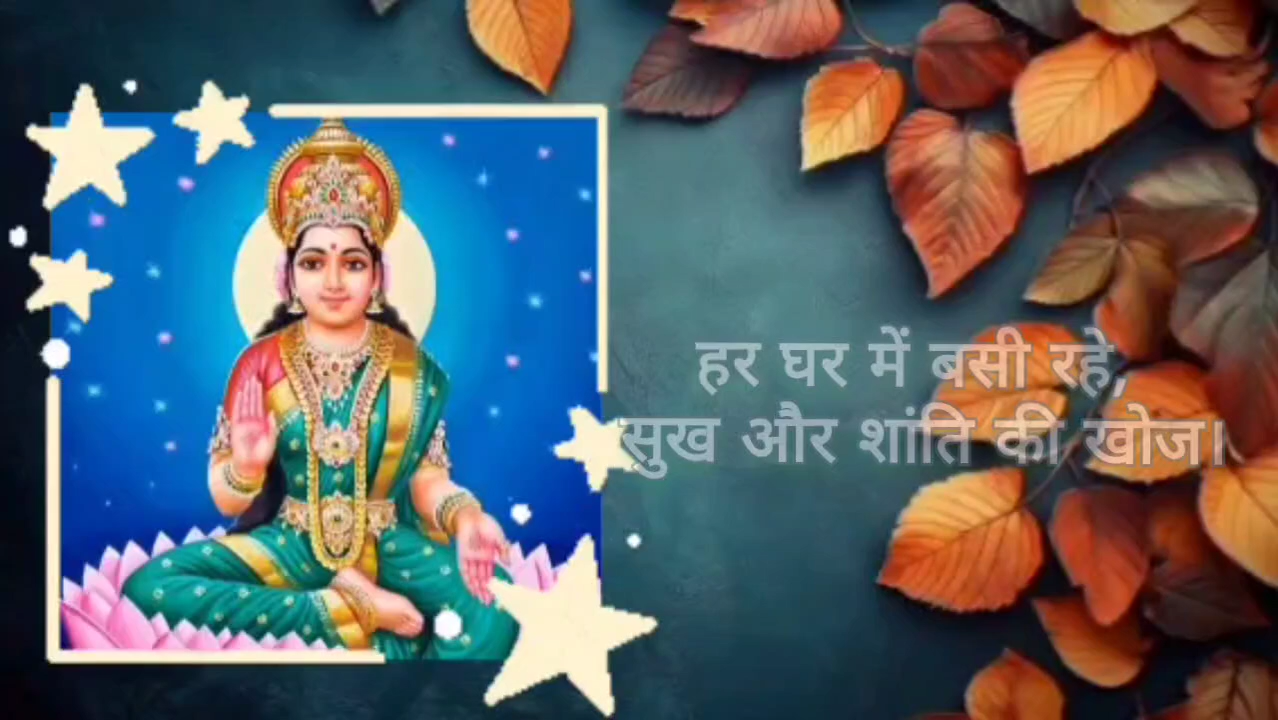 हर घर में बसी रहे,
सुख और शांति की खोज।